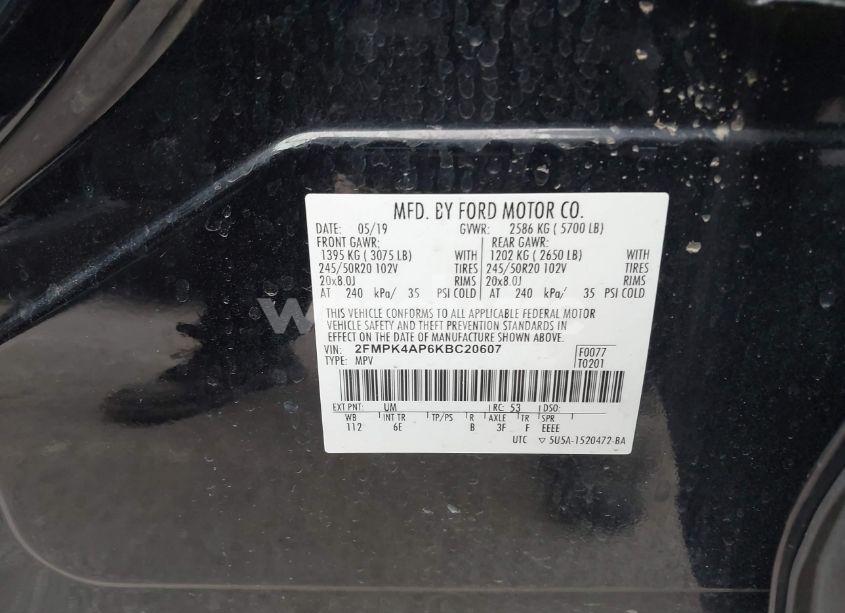 MFD. BY FORD MOTOR CO.
DATE: 05/19 GVWR: 2586 KG ( 5700 LB)
FRONT GAWR: REAR GAWR:
1395 KG ( 3075 LB) WITH 1202 KG ( 2650 LB) WITH
245/50R20 102V TIRES 245/50R20 102V TIRES
20x8.0J RIMS 20x8.0J RIMS
AT 240 kPa/ 35 PSI COLD AT 240 kPa/ 35 PSI COLD
THIS VEHICLE CONFORMS TO ALL APPLICABLE FEDERAL MOTOR
VEHICLE SAFETY AND THEFT PREVENTION STANDARDS IN
EFFECT ON THE DATE OF MANUFACTURE SHOWN ABOVE.
VIN: 2FMPK4AP6KBC20607 F0077
TYPE: MPV T0201
EXT PNT: UM RC: 53 DSO:
WB INT TR TP/PS R AXLE TR SPR
112 6E B 3F F EEEE
UTC ▽ 5U5A-1520472-BA